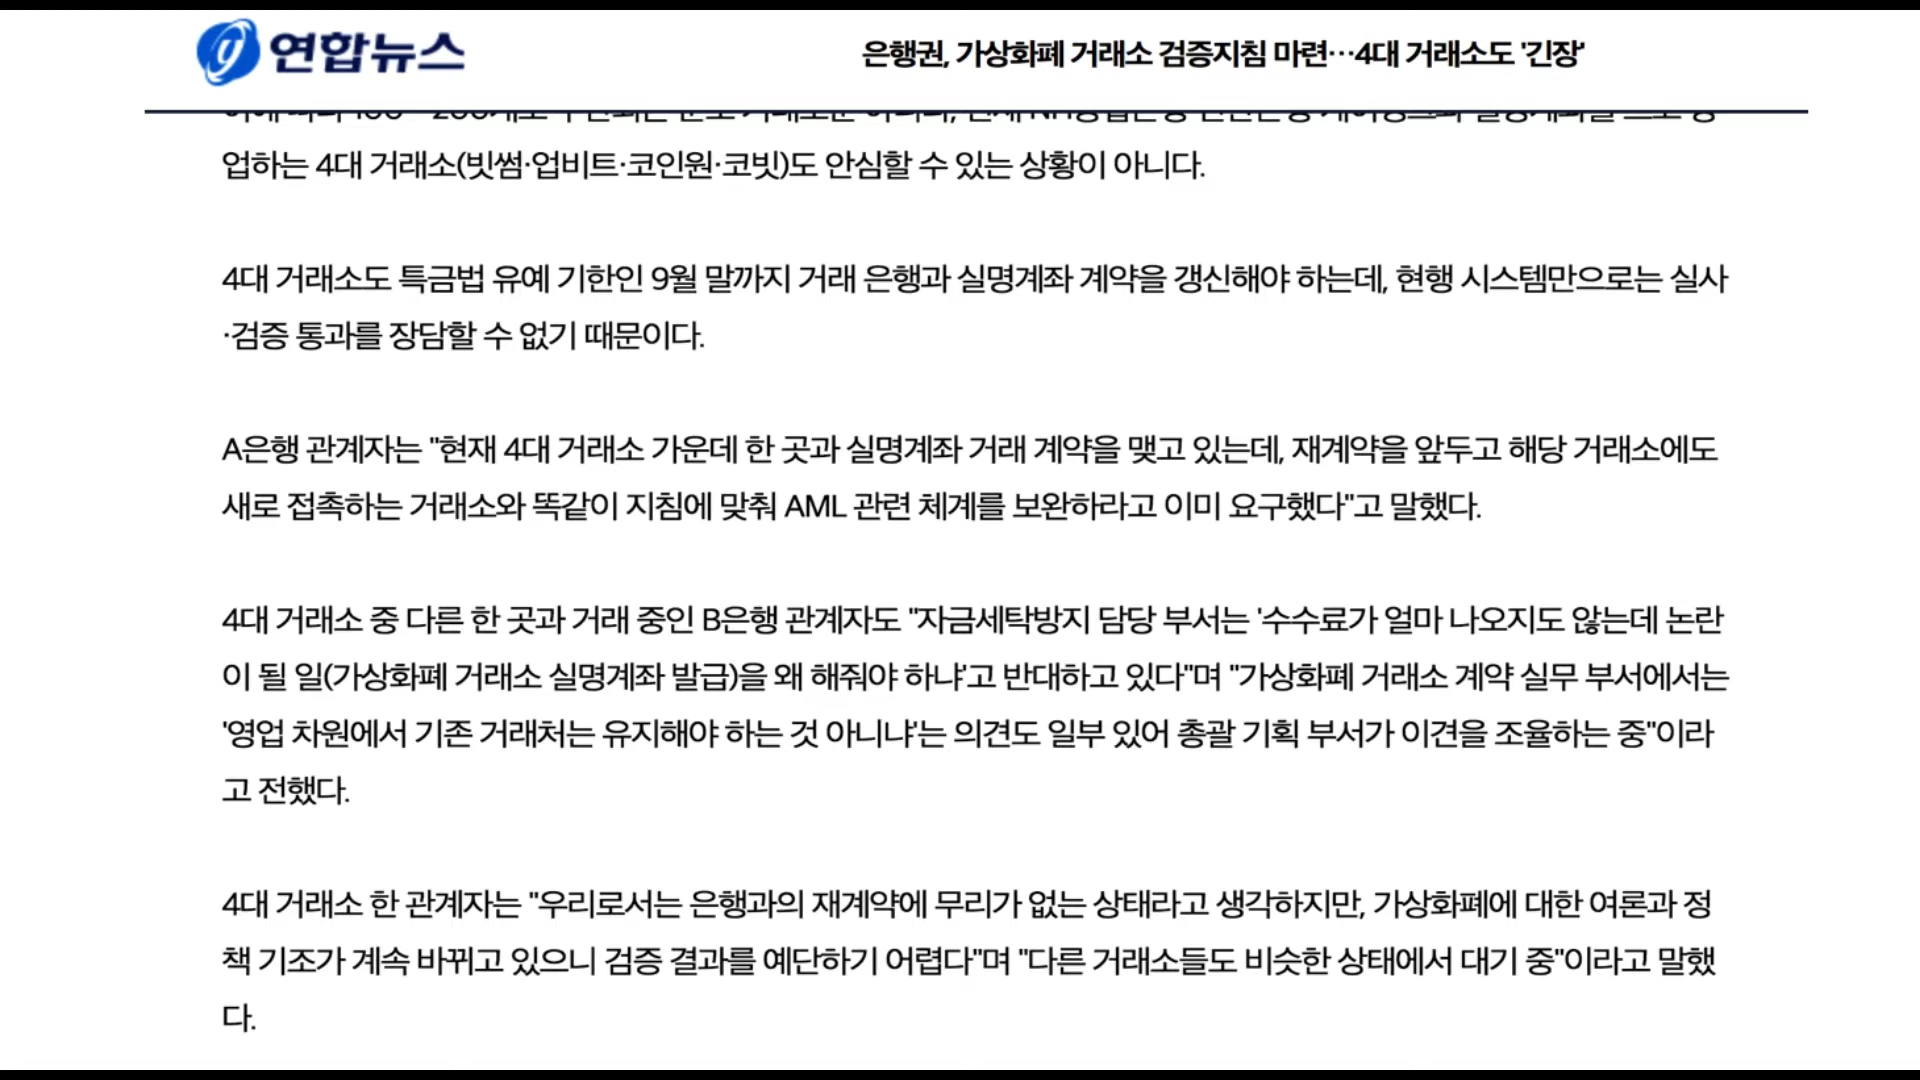 연합뉴스
은행권, 가상화폐 거래소 검증지침 마련…4대 거래소도 '긴장'
업하는 4대 거래소(빗썸·업비트·코인원·코빗)도 안심할 수 있는 상황이 아니다.
4대 거래소도 특금법 유예 기한인 9월 말까지 거래 은행과 실명계좌 계약을 갱신해야 하는데, 현행 시스템만으로는 실사
·검증 통과를 장담할 수 없기 때문이다.
A은행 관계자는 "현재 4대 거래소 가운데 한 곳과 실명계좌 거래 계약을 맺고 있는데, 재계약을 앞두고 해당 거래소에도
새로 접촉하는 거래소와 똑같이 지침에 맞춰 AML 관련 체계를 보완하라고 이미 요구했다"고 말했다.
4대 거래소 중 다른 한 곳과 거래 중인 B은행 관계자도 "자금세탁방지 담당 부서는 '수수료가 얼마 나오지도 않는데 논란
이 될 일(가상화폐 거래소 실명계좌 발급)을 왜 해줘야 하냐'고 반대하고 있다"며 "가상화폐 거래소 계약 실무 부서에서는
'영업 차원에서 기존 거래처는 유지해야 하는 것 아니냐'는 의견도 일부 있어 총괄 기획 부서가 이견을 조율하는 중"이라
고 전했다.
4대 거래소 한 관계자는 "우리로서는 은행과의 재계약에 무리가 없는 상태라고 생각하지만, 가상화폐에 대한 여론과 정
책 기조가 계속 바뀌고 있으니 검증 결과를 예단하기 어렵다"며 "다른 거래소들도 비슷한 상태에서 대기 중"이라고 말했
다.